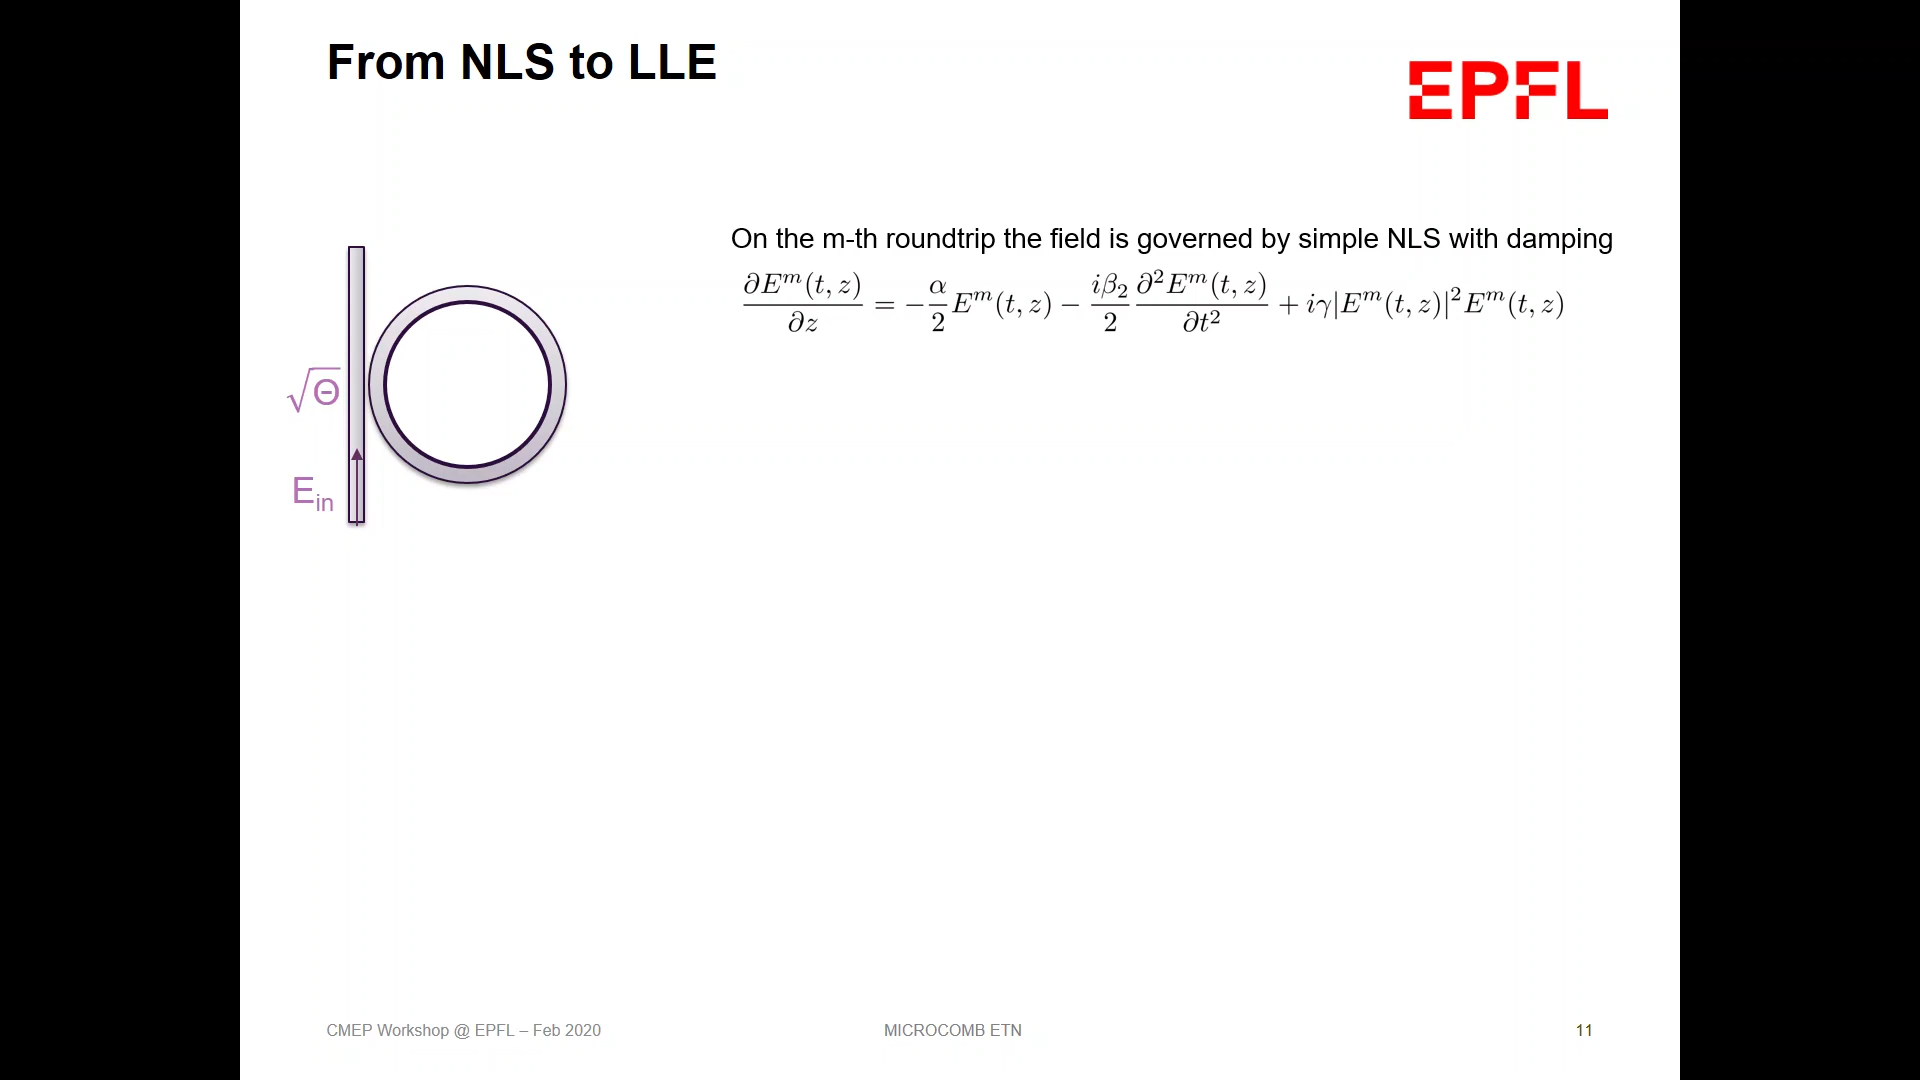 From NLS to LLE
EPFL
On the m-th roundtrip the field is governed by simple NLS with damping
∂E^m(t, z)/∂z = −α/2 E^m(t, z) − iβ₂/2 ∂²E^m(t, z)/∂t² + iγ|E^m(t, z)|²E^m(t, z)
√Θ
E_in
CMEP Workshop @ EPFL – Feb 2020
MICROCOMB ETN
11